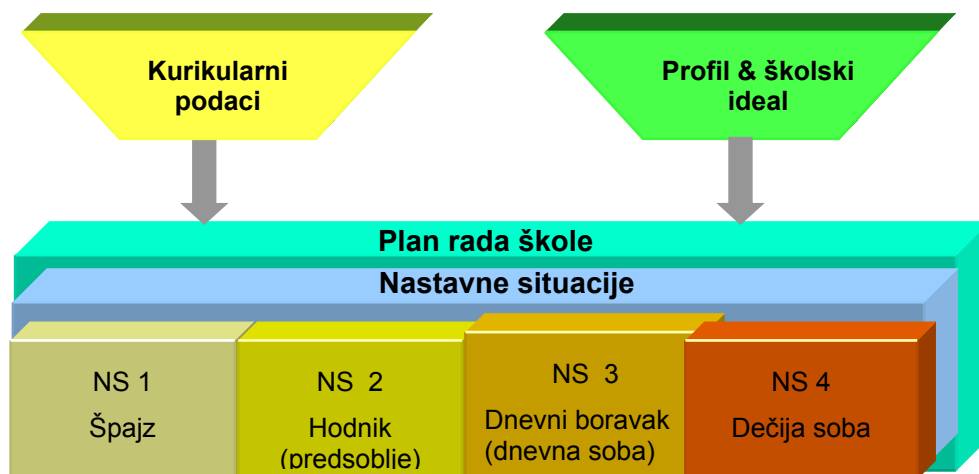 Kurikularni
podaci
Profil & školski
ideal
Plan rada škole
Nastavne situacije
NS 1
Špajz
NS 2
Hodnik
(predsoblje)
NS 3
Dnevni boravak
(dnevna soba)
NS 4
Dečija soba